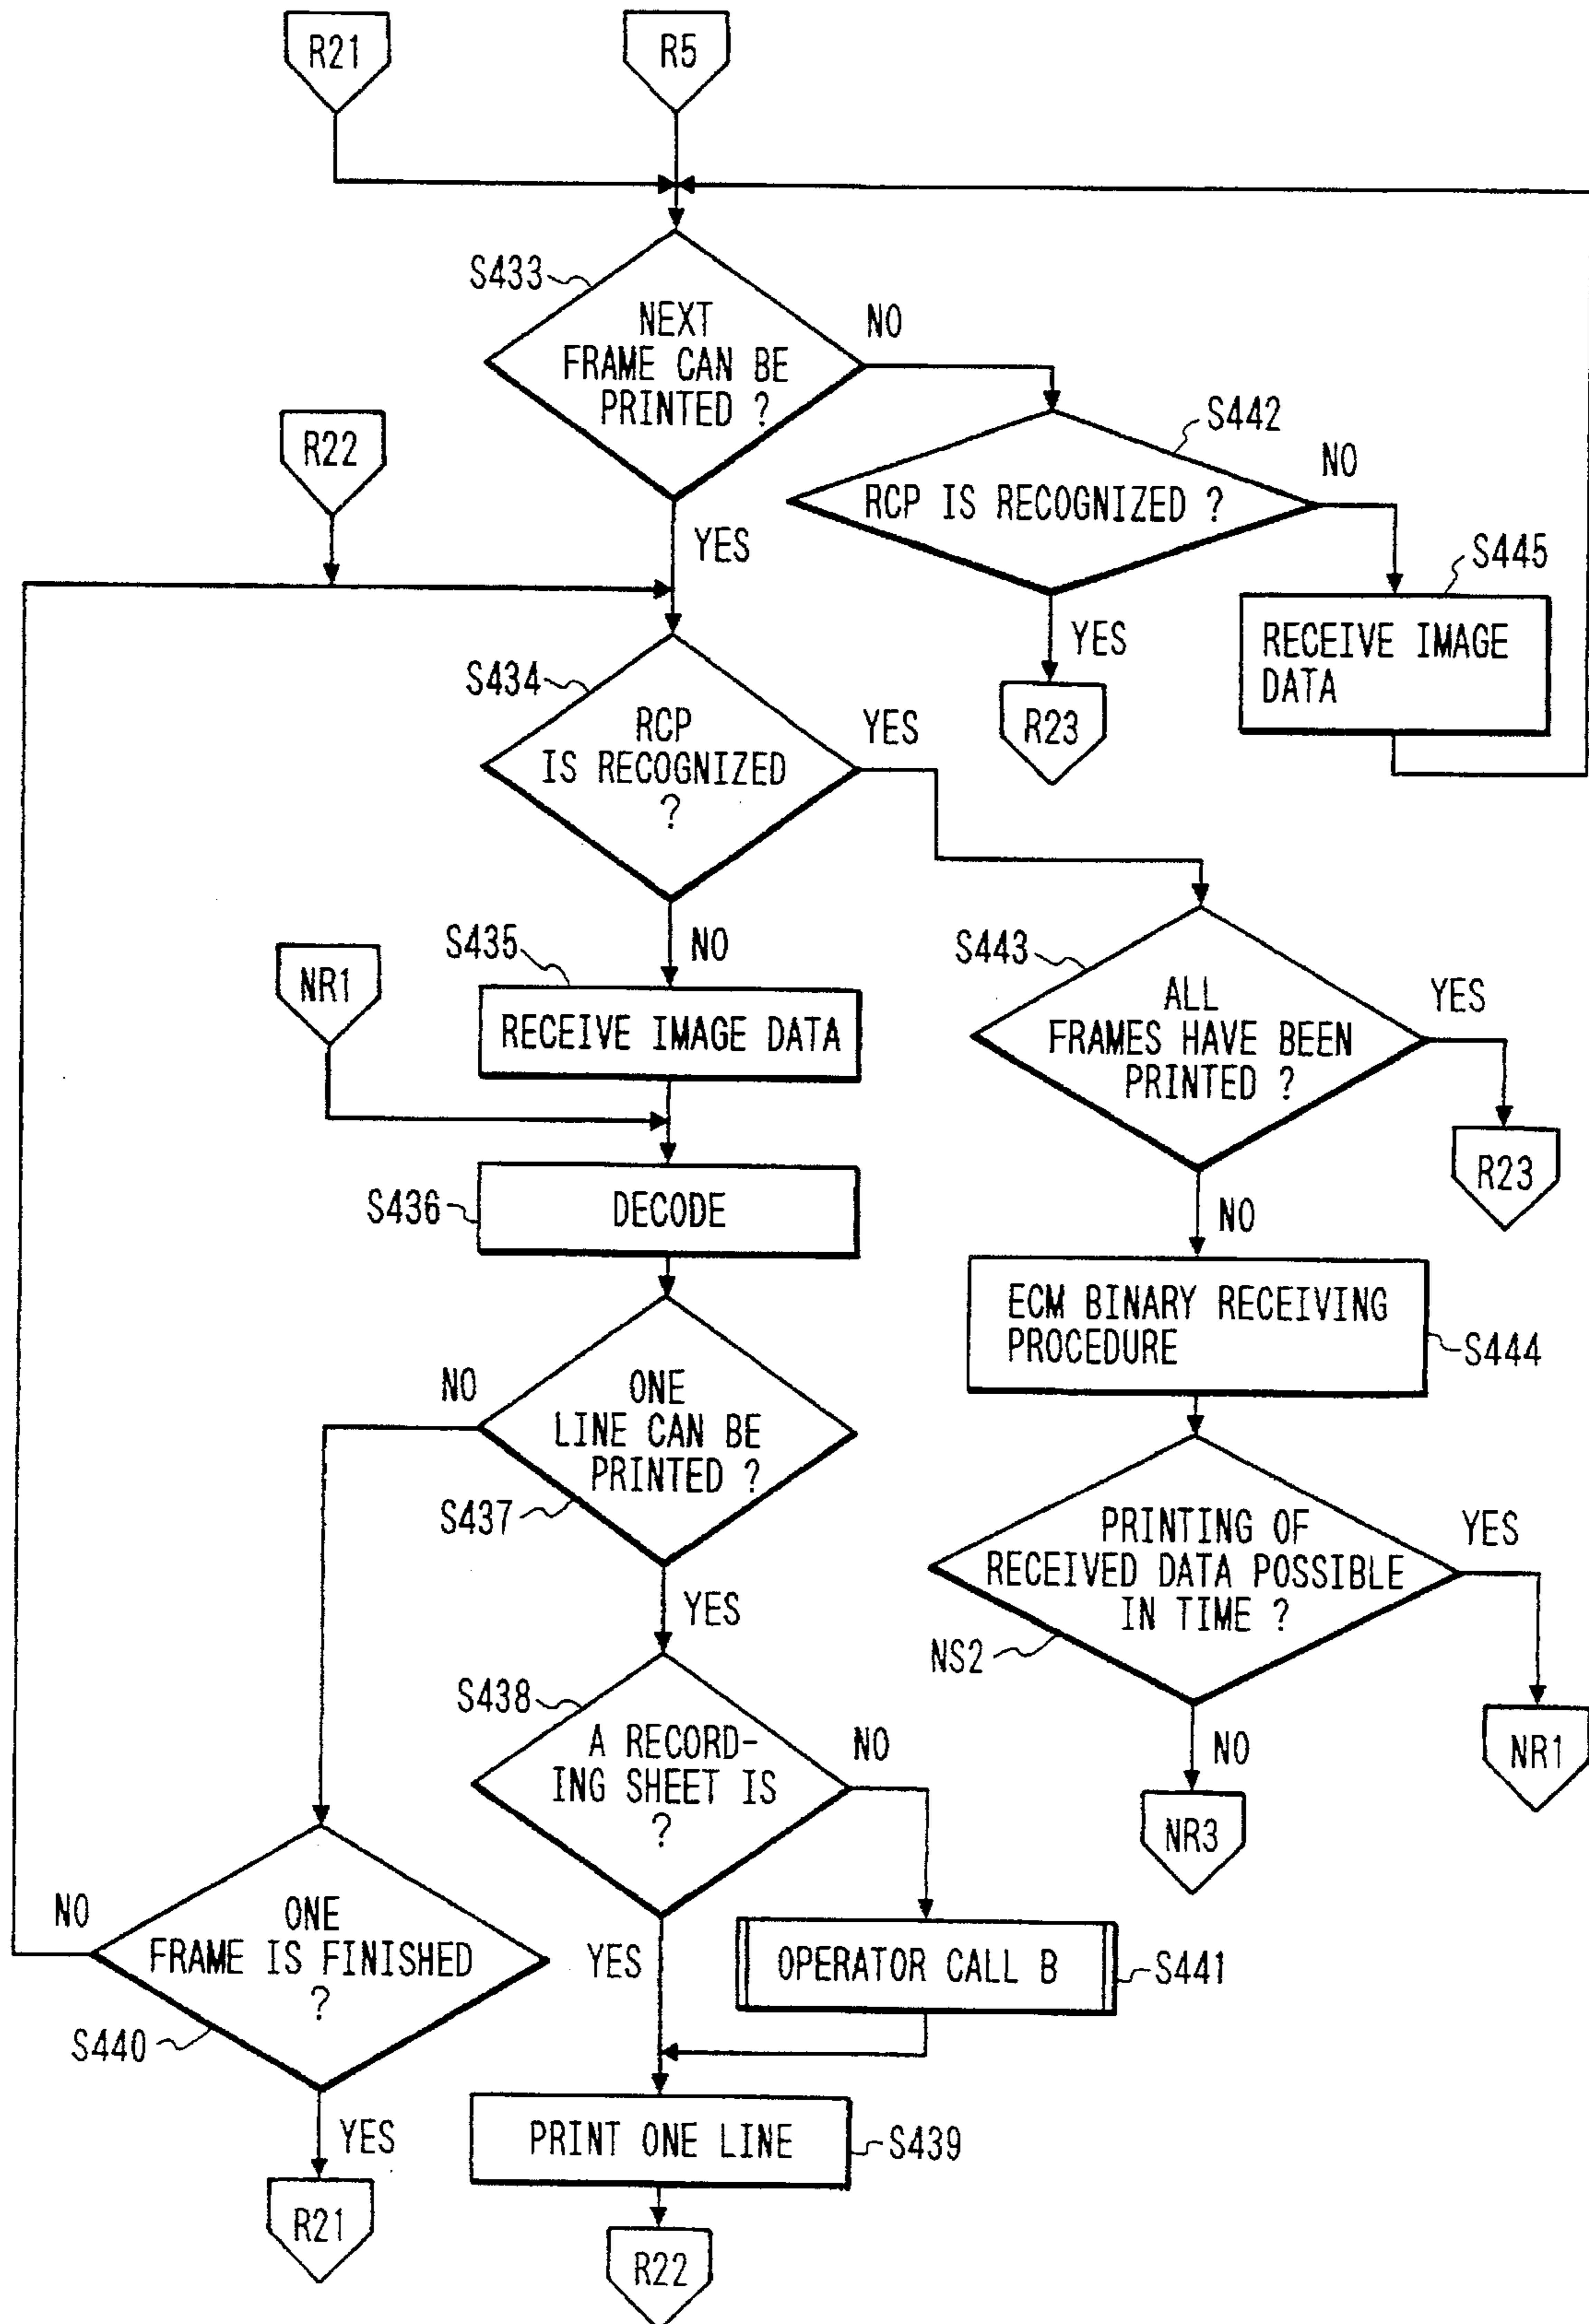 R21
R5
S433
NEXT
FRAME CAN BE
PRINTED ?
NO
S442
R22
RCP IS RECOGNIZED ?
NO
YES
S445
YES
RECEIVE IMAGE
DATA
R23
S434
RCP
IS RECOGNIZED
?
YES
NO
S435
NR1
RECEIVE IMAGE DATA
S443
ALL
FRAMES HAVE BEEN
PRINTED ?
YES
R23
S436
DECODE
NO
ECM BINARY RECEIVING
PROCEDURE
S444
NO
ONE
LINE CAN BE
PRINTED ?
S437
YES
PRINTING OF
RECEIVED DATA POSSIBLE
IN TIME ?
YES
NS2
NO
NR1
NR3
S438
A RECORD-
ING SHEET IS
?
NO
YES
OPERATOR CALL B
S441
NO
ONE
FRAME IS FINISHED
?
S440
YES
R21
PRINT ONE LINE
S439
R22